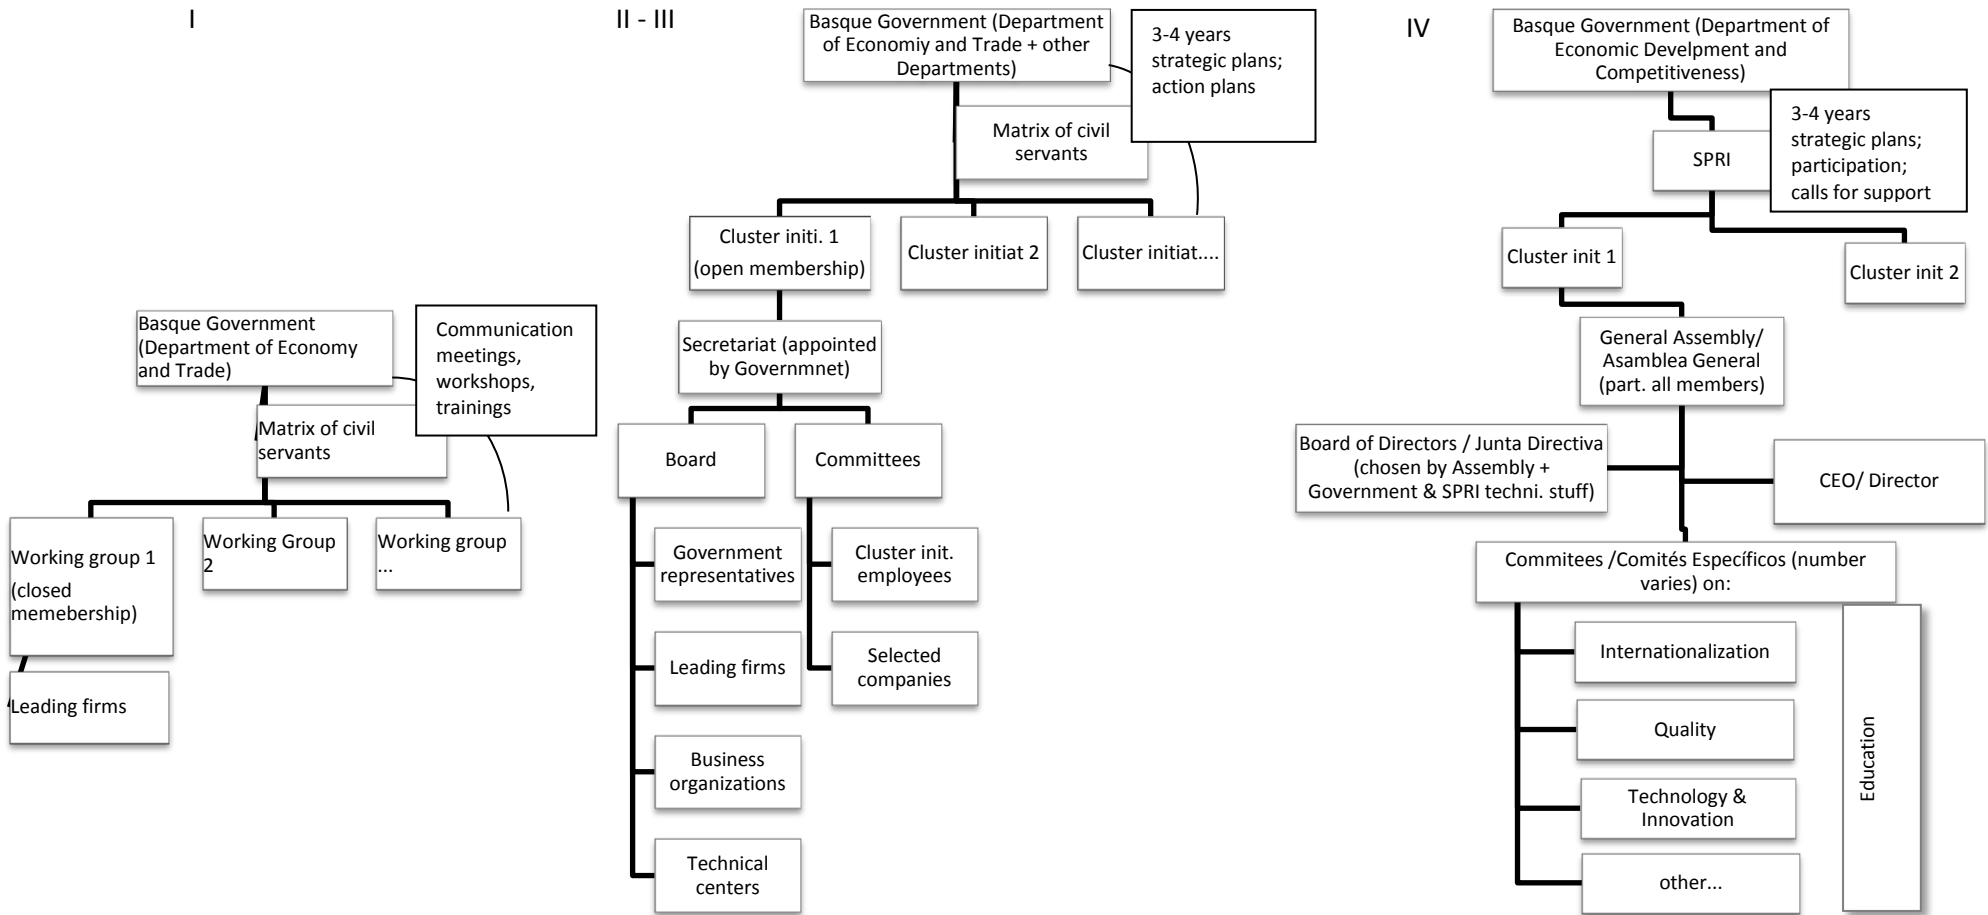 I
Basque Government
(Department of Economy
and Trade)
Communication
meetings,
workshops,
trainings
Matrix of civil
servants
Working group 1
(closed
memebership)
Working Group
2
Working group
...
Leading firms
II - III
Basque Government (Department
of Economiy and Trade + other
Departments)
3-4 years
strategic plans;
action plans
Matrix of civil
servants
Cluster initi. 1
(open membership)
Cluster initiat 2
Cluster initiat....
Secretariat (appointed
by Governmnet)
Board
Committees
Government
representatives
Cluster init.
employees
Leading firms
Selected
companies
Business
organizations
Technical
centers
IV
Basque Government (Department of
Economic Develpment and
Competitiveness)
3-4 years
strategic plans;
participation;
calls for support
SPRI
Cluster init 1
Cluster init 2
General Assembly/
Asamblea General
(part. all members)
Board of Directors / Junta Directiva
(chosen by Assembly +
Government & SPRI techni. stuff)
CEO/ Director
Commitees /Comités Específicos (number
varies) on:
Internationalization
Quality
Technology &
Innovation
other...
Education